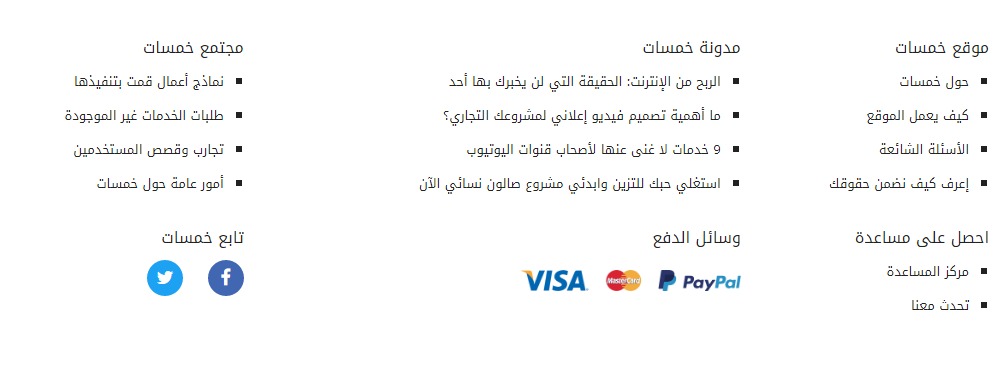 موقع خمسات
حول خمسات
كيف يعمل الموقع
الأسئلة الشائعة
إعرف كيف نضمن حقوقك
مدونة خمسات
الربح من الإنترنت: الحقيقة التي لن يخبرك بها أحد
ما أهمية تصميم فيديو إعلاني لمشروعك التجاري؟
9 خدمات لا غنى عنها لأصحاب قنوات اليوتيوب
استغلي حبك للتزين وابدئي مشروع صالون نسائي الآن
مجتمع خمسات
نماذج أعمال قمت بتنفيذها
طلبات الخدمات غير الموجودة
تجارب وقصص المستخدمين
أمور عامة حول خمسات
احصل على مساعدة
مركز المساعدة
تحدث معنا
وسائل الدفع
PayPal
MasterCard
VISA
تابع خمسات